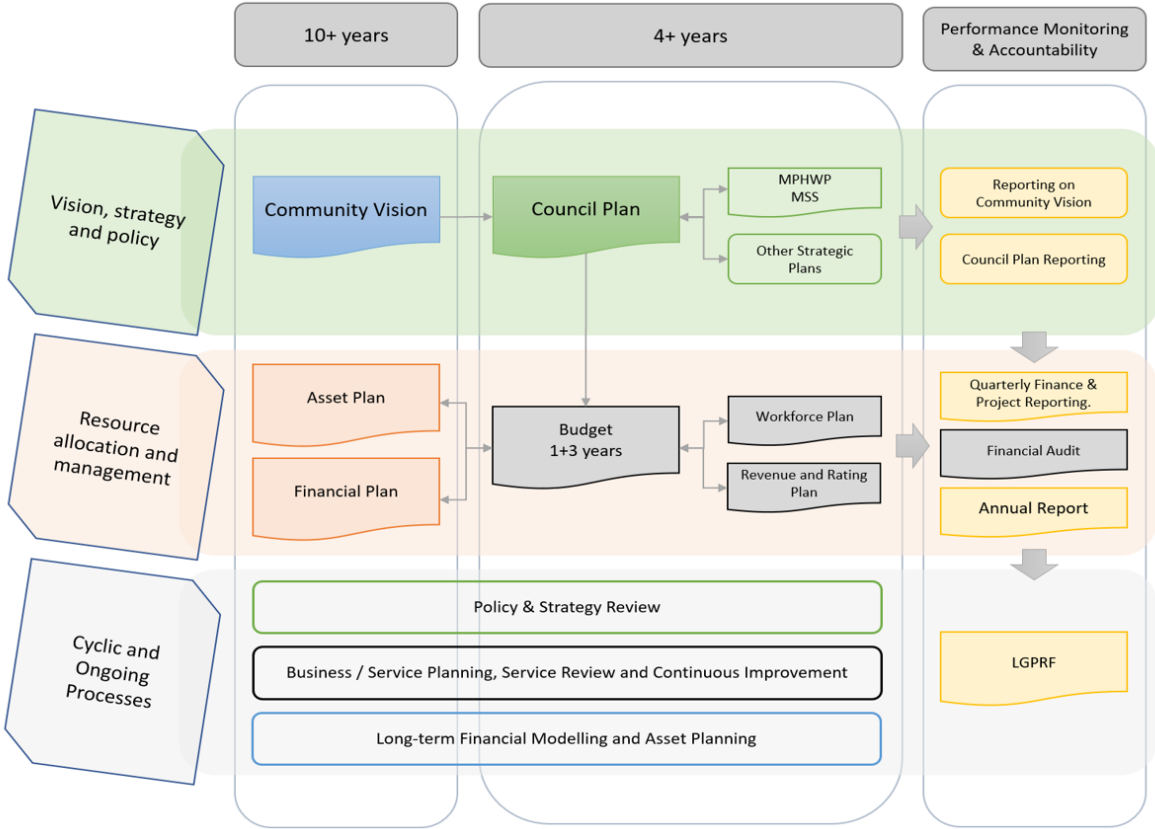 10+ years
4+ years
Performance Monitoring
& Accountability
Vision, strategy
and policy
Community Vision
Council Plan
MPHWP
MSS
Other Strategic
Plans
Reporting on
Community Vision
Council Plan Reporting
Resource
allocation and
management
Asset Plan
Financial Plan
Budget
1+3 years
Workforce Plan
Revenue and Rating
Plan
Quarterly Finance &
Project Reporting.
Financial Audit
Annual Report
Cyclic and
Ongoing
Processes
Policy & Strategy Review
Business / Service Planning, Service Review and Continuous Improvement
Long-term Financial Modelling and Asset Planning
LGPRF